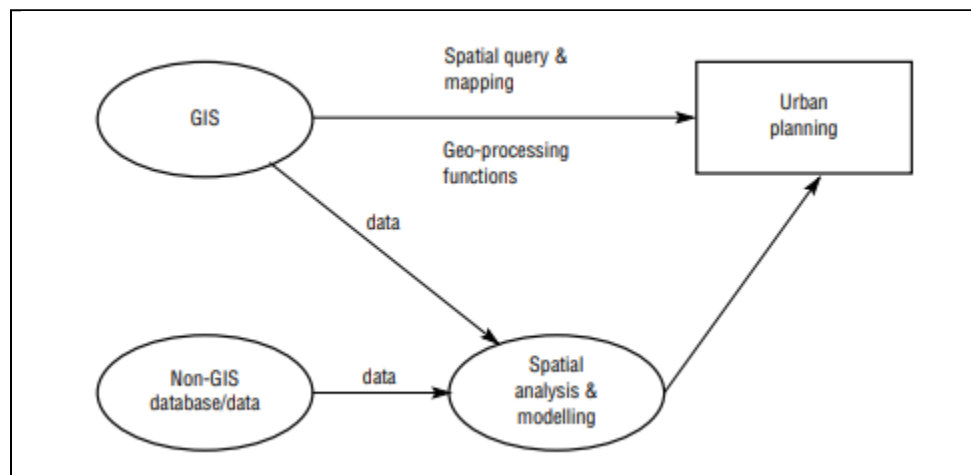 Spatial query &
mapping
GIS
Urban
planning
Geo-processing
functions
data
Non-GIS
database/data
data
Spatial
analysis &
modelling